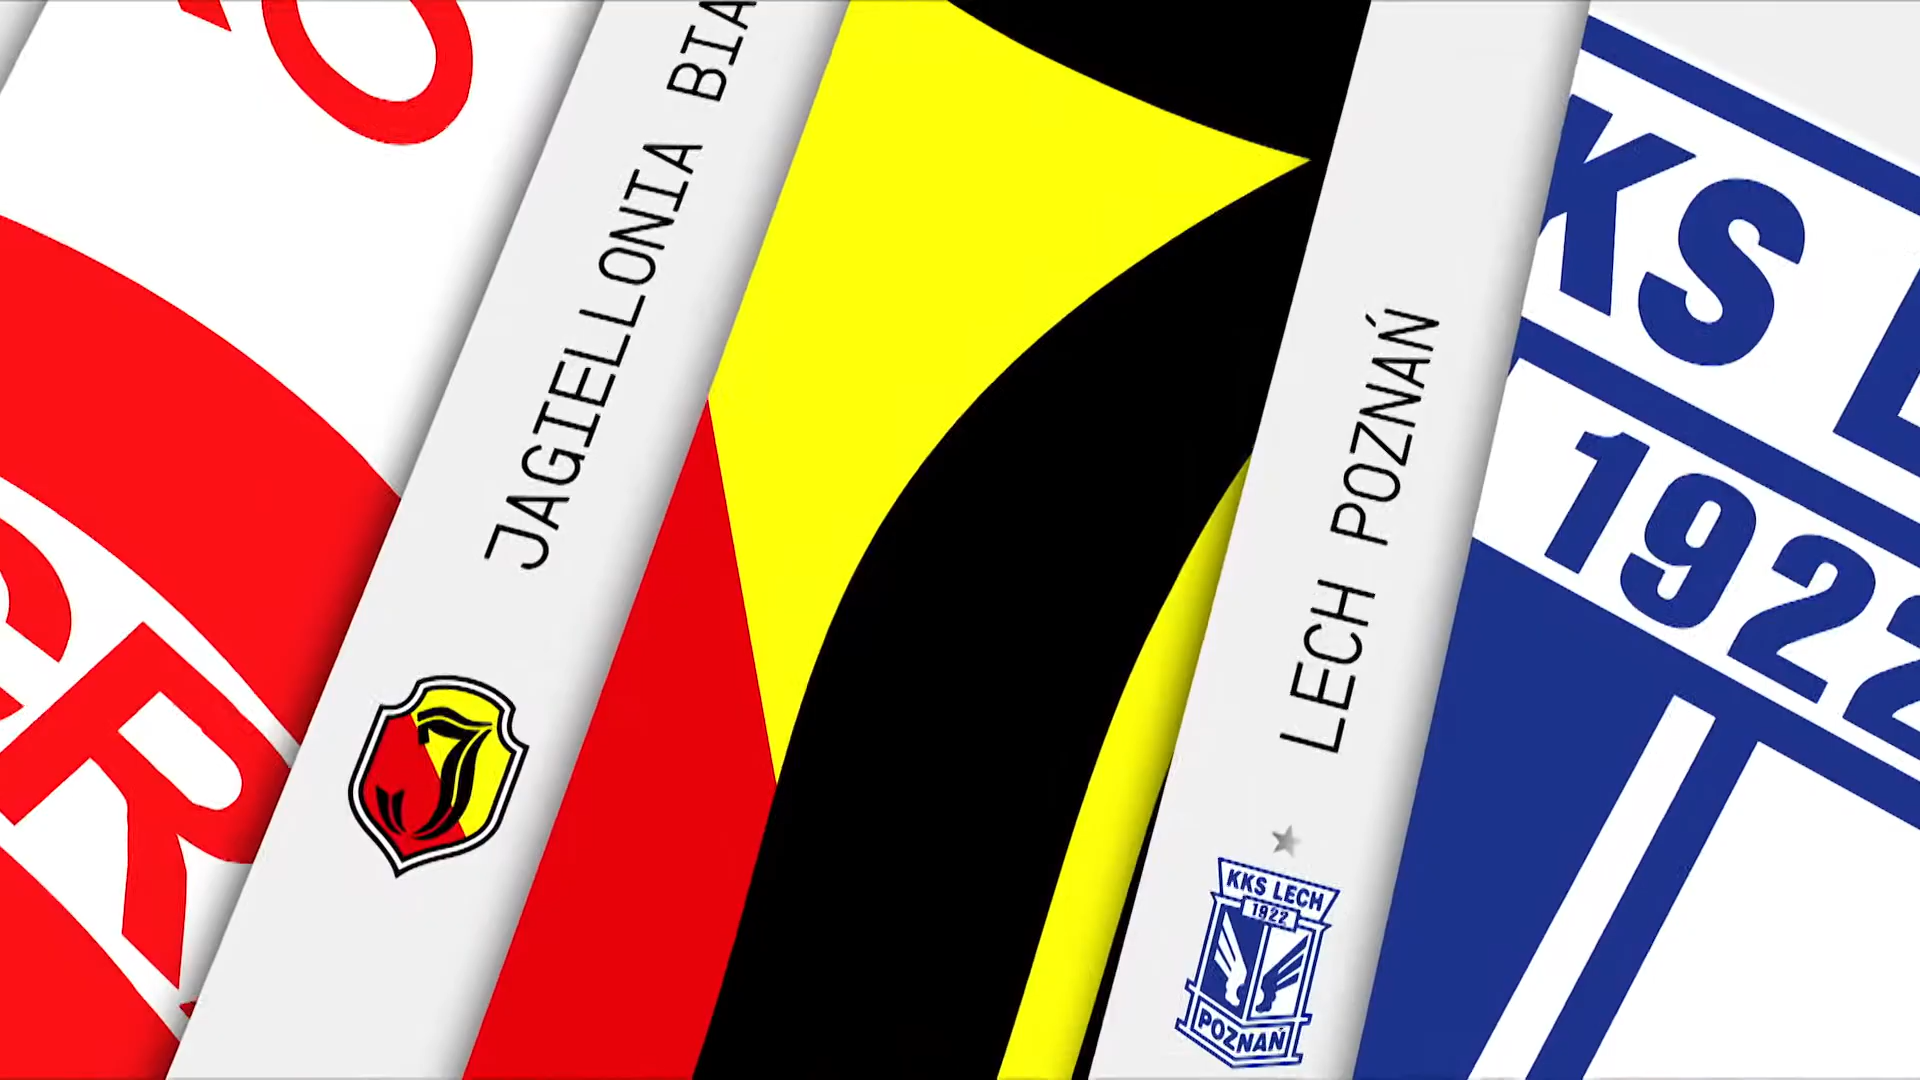 JAGIELLONIA BIA
J
LECH POZNAŃ
KKS LECH
1922
POZNAŃ
KS
1922